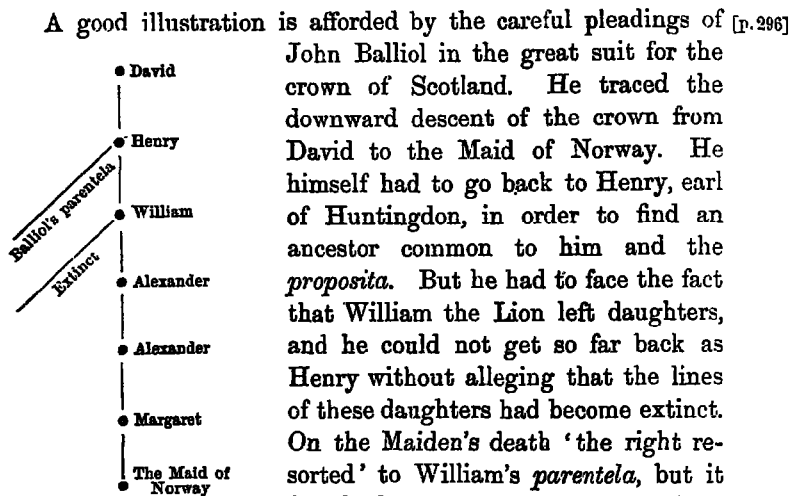 A good illustration is afforded by the careful pleadings of [p. 296]
John Balliol in the great suit for the
crown of Scotland. He traced the
downward descent of the crown from
David to the Maid of Norway. He
himself had to go back to Henry, earl
of Huntingdon, in order to find an
ancestor common to him and the
proposita. But he had to face the fact
that William the Lion left daughters,
and he could not get so far back as
Henry without alleging that the lines
of these daughters had become extinct.
On the Maiden's death ‘the right re-
sorted’ to William's parentela, but it
David
Henry
Balliol's parentela
William
Extinct
Alexander
Alexander
Margaret
The Maid of
Norway